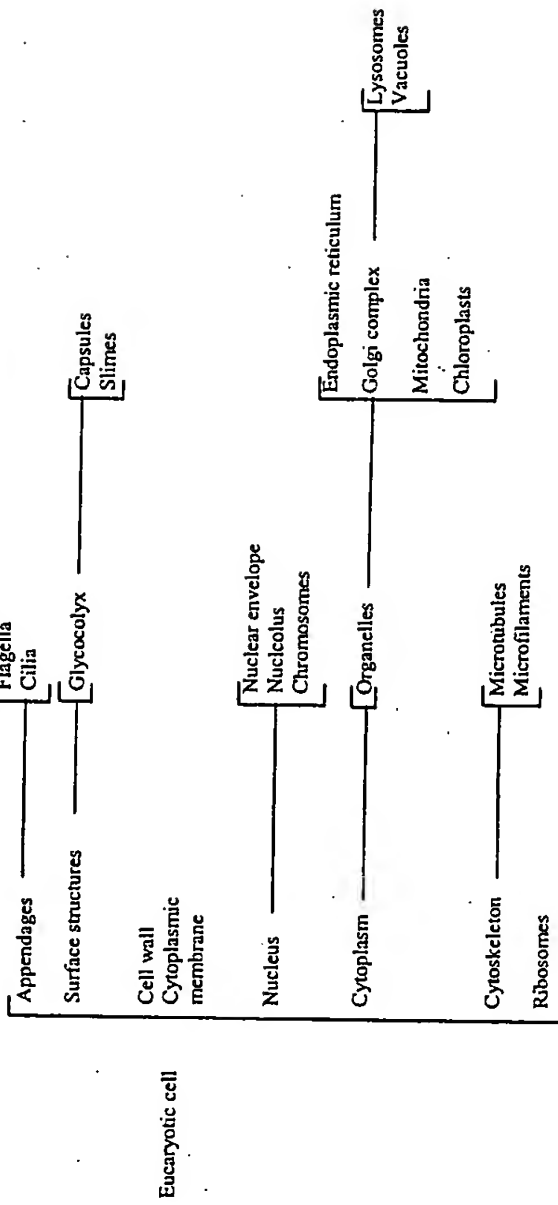 Eucaryotic cell
Appendages
Flagella
Cilia
Surface structures
Glycocolyx
Capsules
Slimes
Cell wall
Cytoplasmic
membrane
Nucleus
Nuclear envelope
Nucleolus
Chromosomes
Cytoplasm
Organelles
Endoplasmic reticulum
Golgi complex
Mitochondria
Chloroplasts
Lysosomes
Vacuoles
Cytoskeleton
Microtubules
Microfilaments
Ribosomes